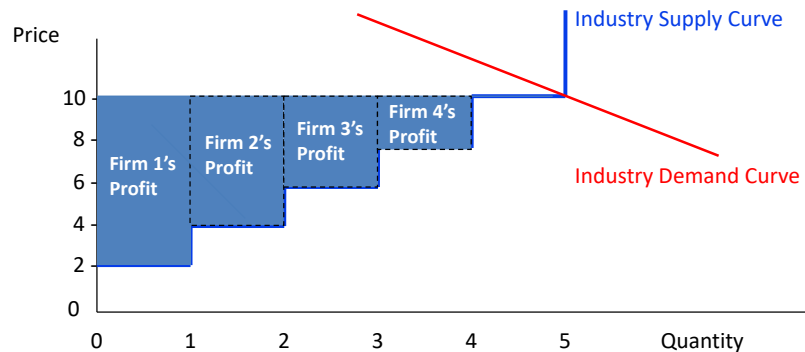 Price
Industry Supply Curve
10
8
6
4
2
0
Firm 1's
Profit
Firm 2's
Profit
Firm 3's
Profit
Firm 4's
Profit
Industry Demand Curve
0 1 2 3 4 5 Quantity